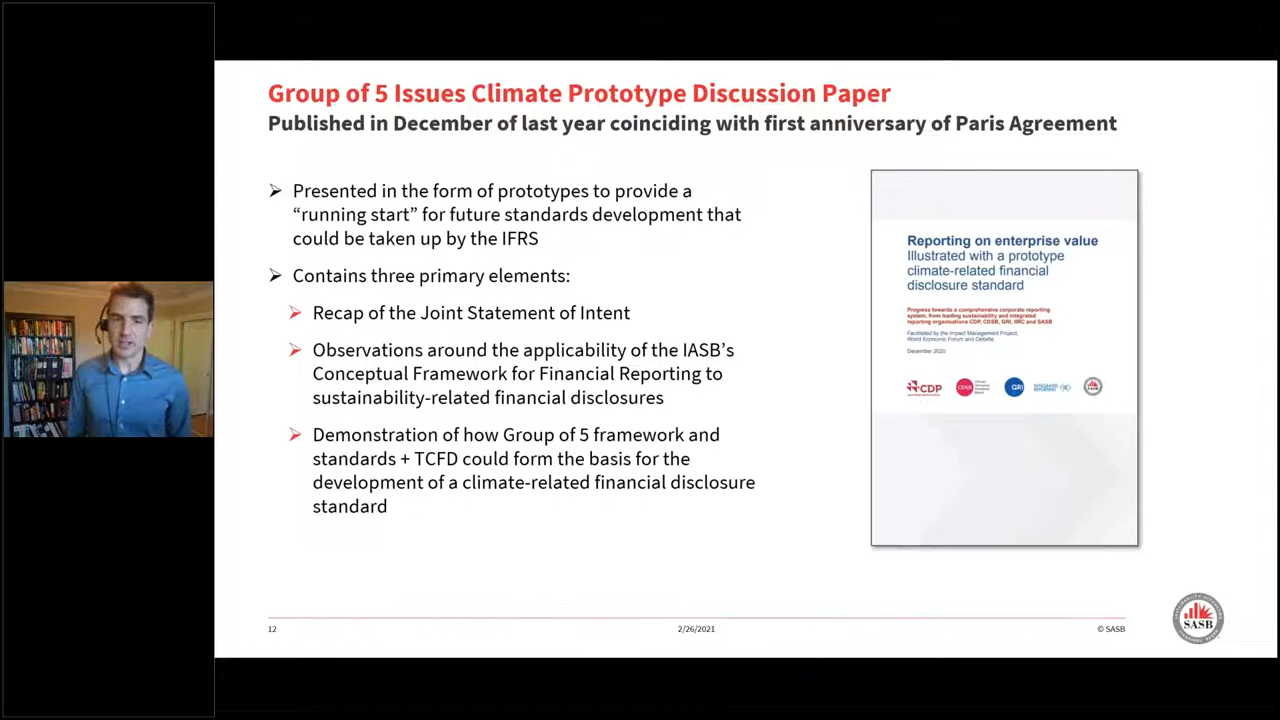 Group of 5 Issues Climate Prototype Discussion Paper
Published in December of last year coinciding with first anniversary of Paris Agreement
Presented in the form of prototypes to provide a
“running start” for future standards development that
could be taken up by the IFRS
Contains three primary elements:
Recap of the Joint Statement of Intent
Observations around the applicability of the IASB’s
Conceptual Framework for Financial Reporting to
sustainability-related financial disclosures
Demonstration of how Group of 5 framework and
standards + TCFD could form the basis for the
development of a climate-related financial disclosure
standard
Reporting on enterprise value
Illustrated with a prototype
climate-related financial
disclosure standard
Progress towards a comprehensive corporate reporting
system, from leading sustainability and integrated
reporting organisations CDP, CDSB, GRI, IIRC and SASB
Facilitated by the Impact Management Project,
World Economic Forum and Deloitte
December 2020
CDP
CDSB
GRI
INTEGRATED REPORTING
12
2/26/2021
© SASB
SASB